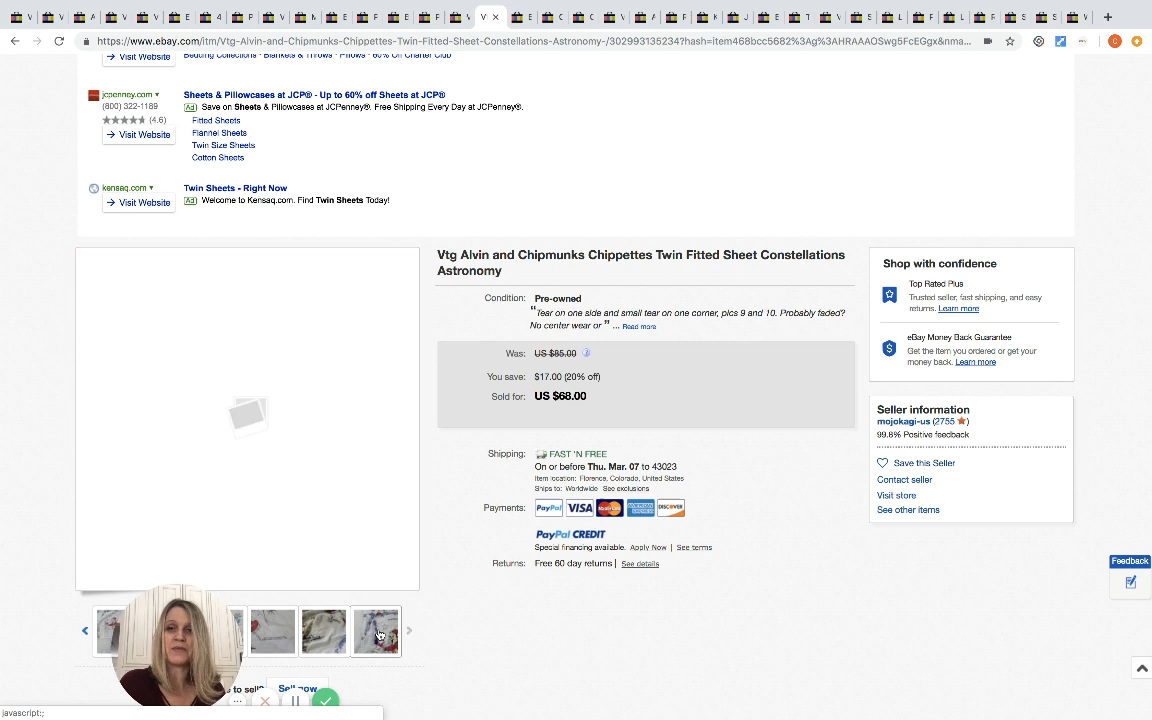 V
V
A
V
V
E
4
P
V
M
E
F
E
F
V
E
C
C
V
A
F
K
J
E
T
V
S
L
F
L
F
S
S
V
https://www.ebay.com/itm/Vtg-Alvin-and-Chipmunks-Chippettes-Twin-Fitted-Sheet-Constellations-Astronomy-/302993135234?hash=item468bcc5682%3Ag%3AHRAAAOSwg5FcEGgx&nma...
C
Visit Website
Bedding Collections · Blankets & Throws · Pillows · 60% Off Charter Club
jcpenney.com
Sheets & Pillowcases at JCP® - Up to 60% off Sheets at JCP®
(800) 322-1189
Ad Save on Sheets & Pillowcases at JCPenney®. Free Shipping Every Day at JCPenney®.
(4.6)
Fitted Sheets
Visit Website
Flannel Sheets
Twin Size Sheets
Cotton Sheets
kensaq.com
Twin Sheets - Right Now
Visit Website
Ad Welcome to Kensaq.com. Find Twin Sheets Today!
Vtg Alvin and Chipmunks Chippettes Twin Fitted Sheet Constellations
Astronomy
Condition: Pre-owned
"Tear on one side and small tear on one corner, pics 9 and 10. Probably faded?
No center wear or " ... Read more
Was: US $85.00
You save: $17.00 (20% off)
Sold for: US $68.00
Shipping: FAST 'N FREE
On or before Thu. Mar. 07 to 43023
Item location: Florence, Colorado, United States
Ships to: Worldwide See exclusions
Payments: PayPal VISA MasterCard AMERICAN EXPRESS DISCOVER
PayPal CREDIT
Special financing available. Apply Now | See terms
Returns: Free 60 day returns | See details
Shop with confidence
Top Rated Plus
Trusted seller, fast shipping, and easy
returns. Learn more
eBay Money Back Guarantee
Get the item you ordered or get your
money back. Learn more
Seller information
mojokagi-us (2755)
99.8% Positive feedback
Save this Seller
Contact seller
Visit store
See other items
Feedback
e to sell? Sell now
javascript:;